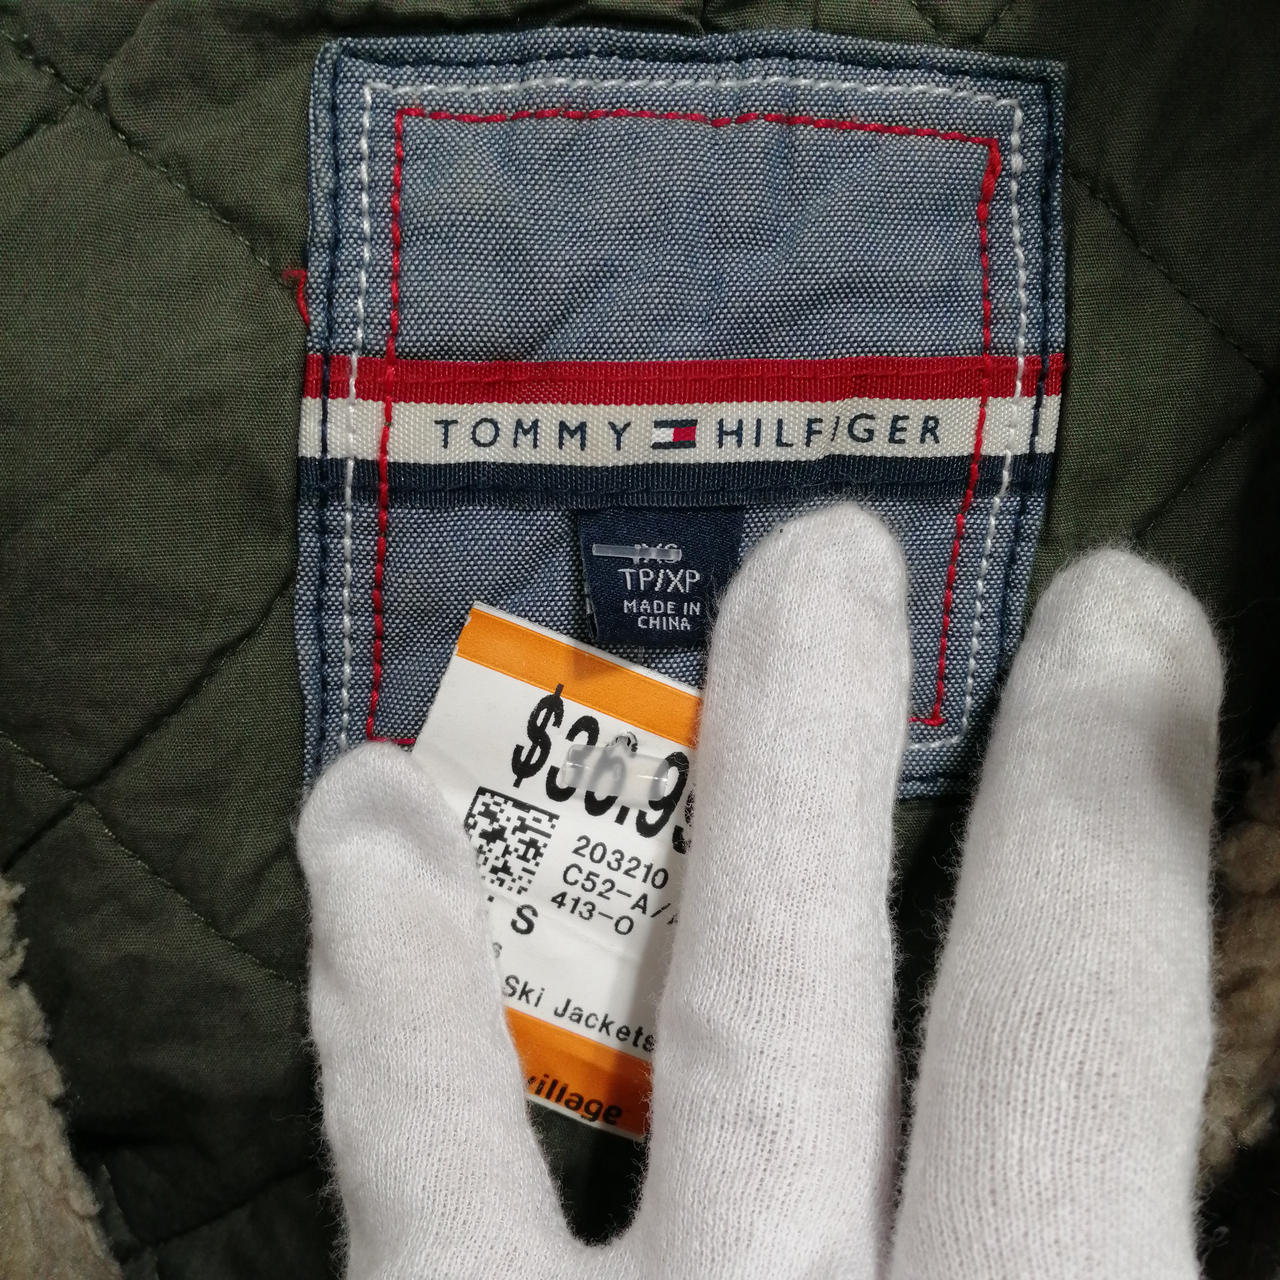 TOMMY HILFIGER
TP/XP
MADE IN
CHINA
203210
C52-A/
413-O
S
Ski Jackets
village